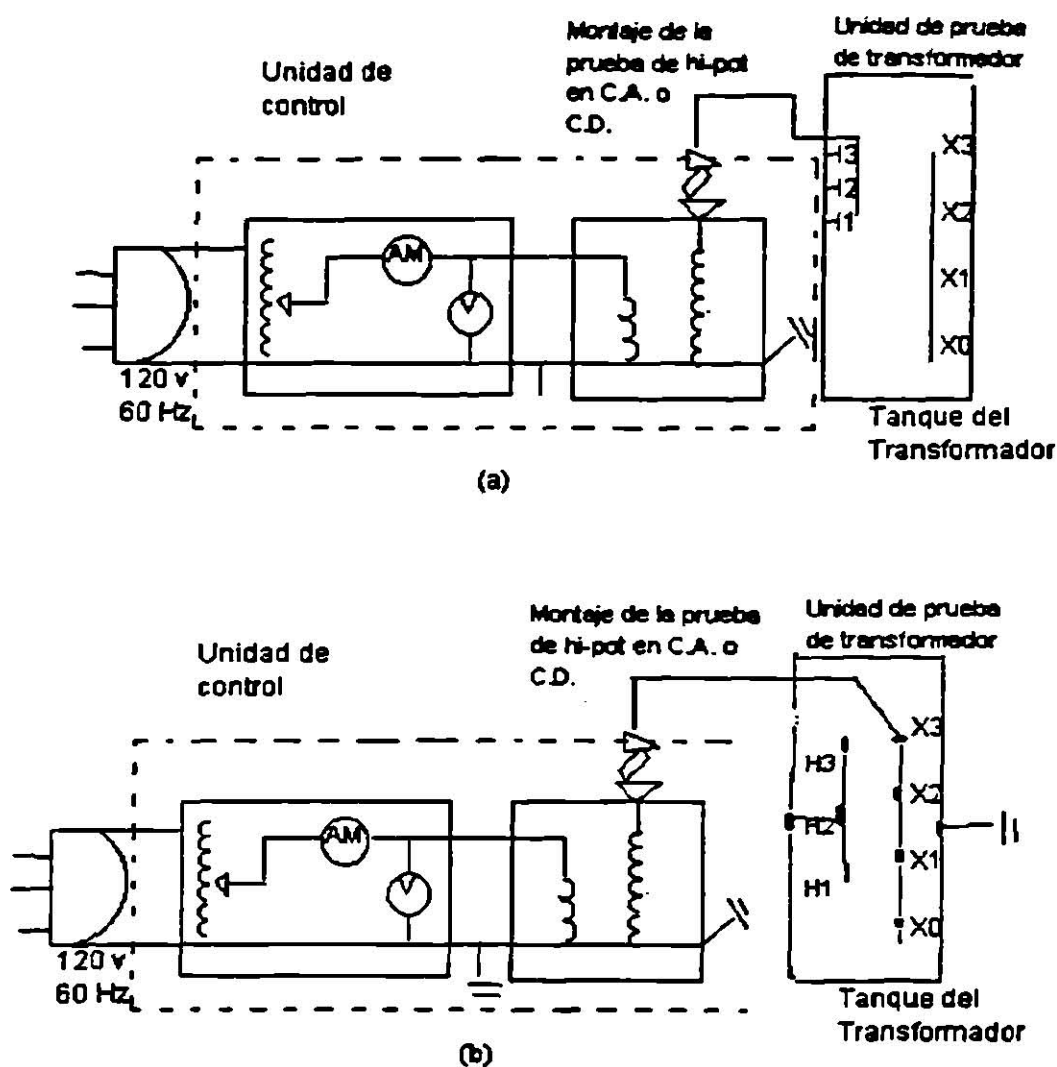 Unidad de
control
Montaje de la
prueba de hi-pot
en C.A. o
C.D.
Unidad de prueba
de transformador
H3
H2
H1
X3
X2
X1
X0
AM
V
120 v
60 Hz
Tanque del
Transformador
(a)
Unidad de
control
Montaje de la prueba
de hi-pot en C.A. o
C.D.
Unidad de prueba
de transformador
H3
H2
H1
X3
X2
X1
X0
AM
V
120 v
60 Hz
Tanque del
Transformador
(b)